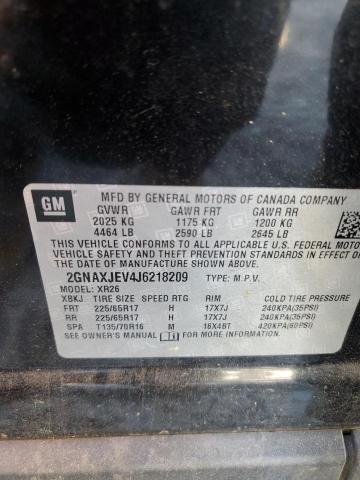 GM
MFD BY GENERAL MOTORS OF CANADA COMPANY
GVWR GAWR FRT GAWR RR
2025 KG 1175 KG 1200 KG
4464 LB 2590 LB 2645 LB
THIS VEHICLE CONFORMS TO ALL APPLICABLE U.S. FEDERAL MOTOR
VEHICLE SAFETY AND THEFT PREVENTION STANDARDS IN EFFECT
ON THE DATE OF MANUFACTURE SHOWN ABOVE.
2GNAXJEV4J6218209 TYPE: M.P.V.
MODEL: XR26
XBKJ TIRE SIZE SPEED RTG RIM COLD TIRE PRESSURE
FRT 225/65R17 H 17X7J 240KPA(35PSI)
RR 225/65R17 H 17X7J 240KPA(35PSI)
SPA T135/70R16 M 16X4BT 420KPA(60PSI)
SEE OWNER'S MANUAL FOR MORE INFORMATION.